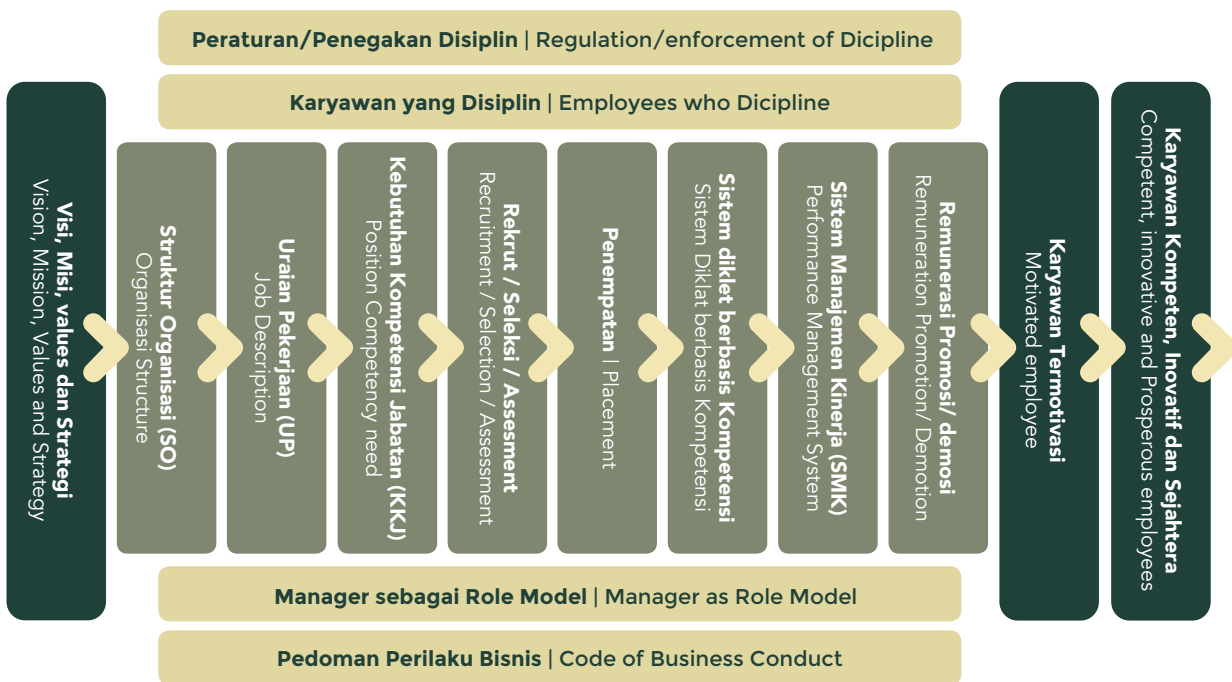 Peraturan/Penegakan Disiplin | Regulation/enforcement of Dicipline
Karyawan yang Disiplin | Employees who Dicipline
Visi, Misi, values dan Strategi
Vision, Mission, Values and Strategy
Struktur Organisasi (SO)
Organisasi Structure
Uraian Pekerjaan (UP)
Job Description
Kebutuhan Kompetensi Jabatan (KKJ)
Position Competency need
Rekrut / Seleksi / Assesment
Recruitment / Selection / Assessment
Penempatan | Placement
Sistem diklet berbasis Kompetensi
Sistem Diklat berbasis Kompetensi
Sistem Manajemen Kinerja (SMK)
Performance Management System
Remunerasi Promosi/ demosi
Remuneration Promotion/ Demotion
Karyawan Termotivasi
Motivated employee
Karyawan Kompeten, Inovatif dan Sejahtera
Competent, innovative and Prosperous employees
Manager sebagai Role Model | Manager as Role Model
Pedoman Perilaku Bisnis | Code of Business Conduct